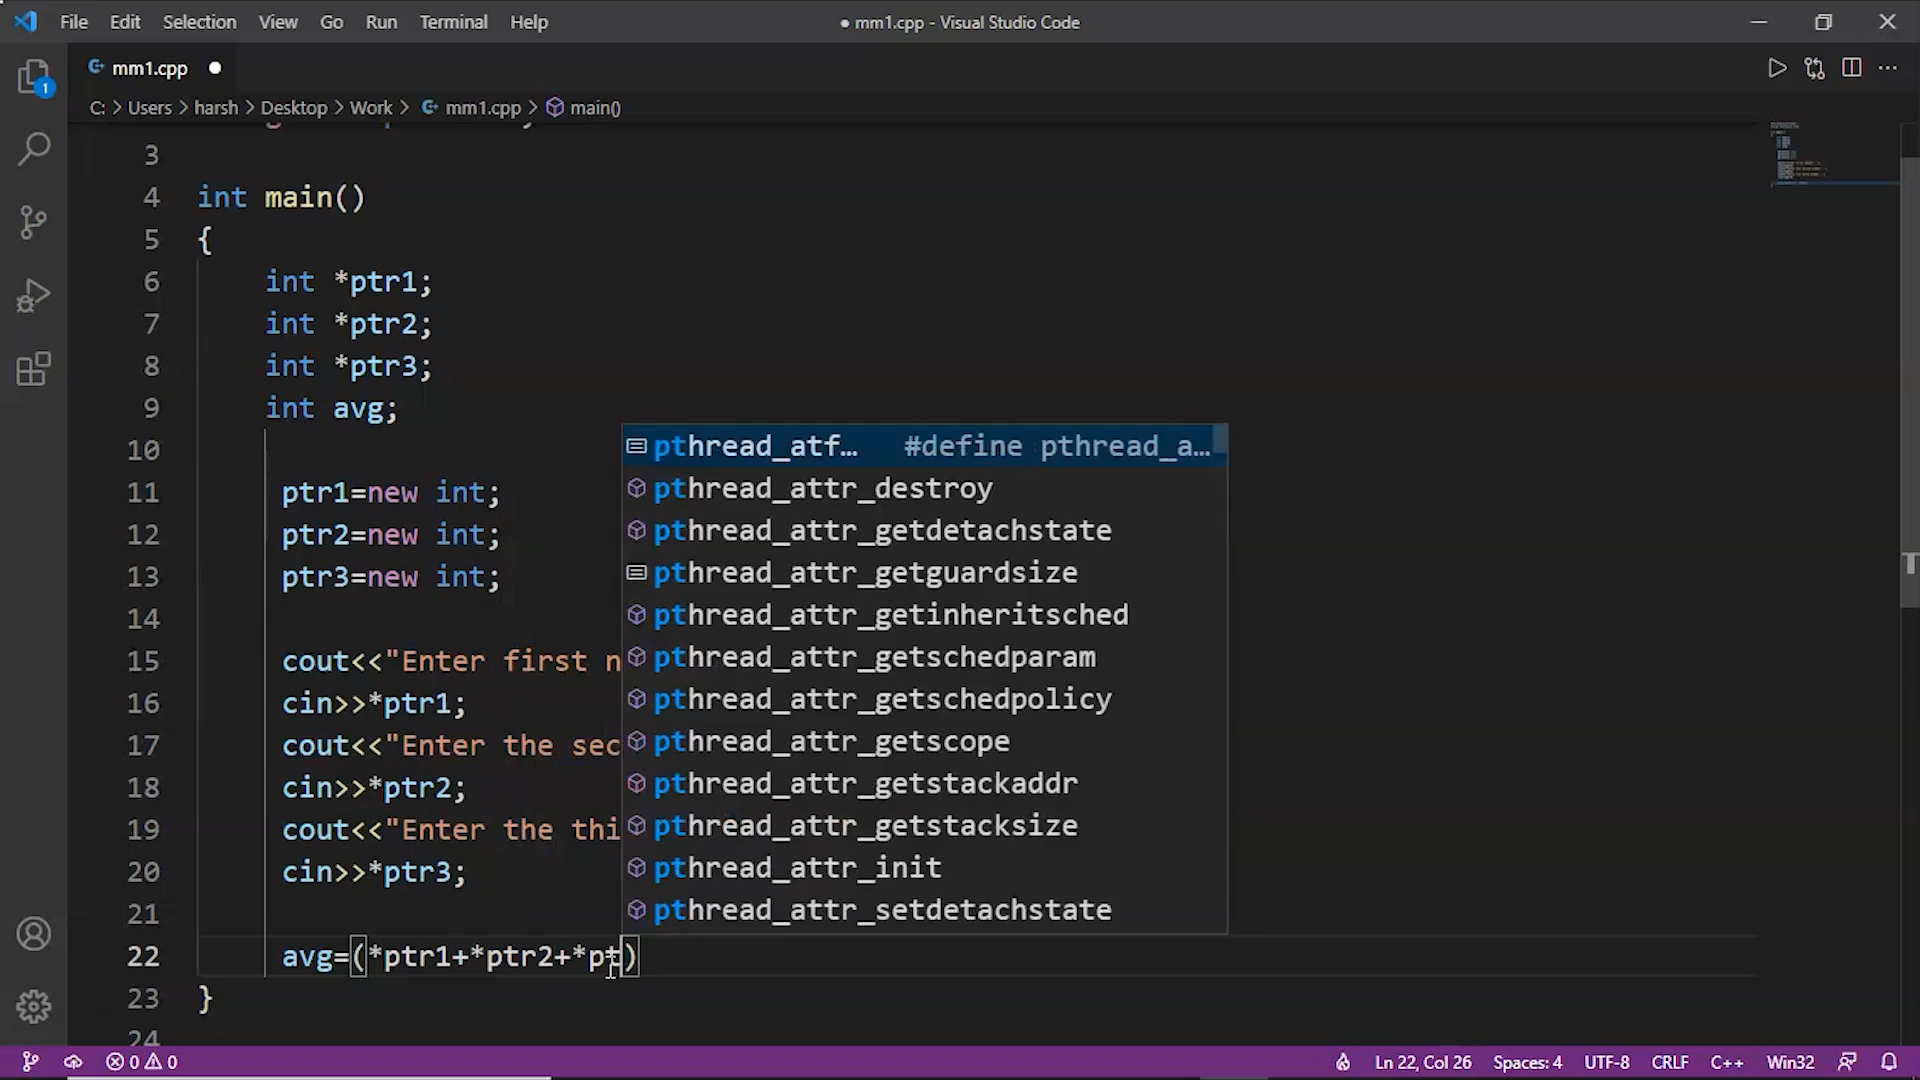 File Edit Selection View Go Run Terminal Help
● mm1.cpp - Visual Studio Code
mm1.cpp
C: > Users > harsh > Desktop > Work > mm1.cpp > main()
1
3
4 int main()
5 {
6 int *ptr1;
7 int *ptr2;
8 int *ptr3;
9 int avg;
10
11 ptr1=new int;
12 ptr2=new int;
13 ptr3=new int;
14
15 cout<<"Enter first n
16 cin>>*ptr1;
17 cout<<"Enter the sec
18 cin>>*ptr2;
19 cout<<"Enter the thi
20 cin>>*ptr3;
21
22 avg=(*ptr1+*ptr2+*pt)
23 }
24
pthread_atf… #define pthread_a…
pthread_attr_destroy
pthread_attr_getdetachstate
pthread_attr_getguardsize
pthread_attr_getinheritsched
pthread_attr_getschedparam
pthread_attr_getschedpolicy
pthread_attr_getscope
pthread_attr_getstackaddr
pthread_attr_getstacksize
pthread_attr_init
pthread_attr_setdetachstate
0 0 Ln 22, Col 26 Spaces: 4 UTF-8 CRLF C++ Win32